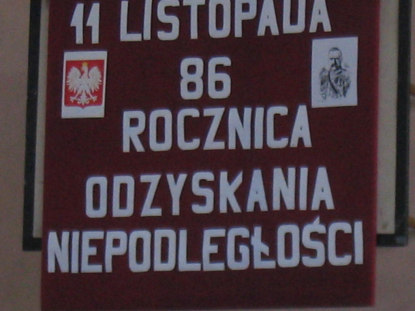 11 LISTOPADA
86
ROCZNICA
ODZYSKANIA
NIEPODLEGŁOŚCI